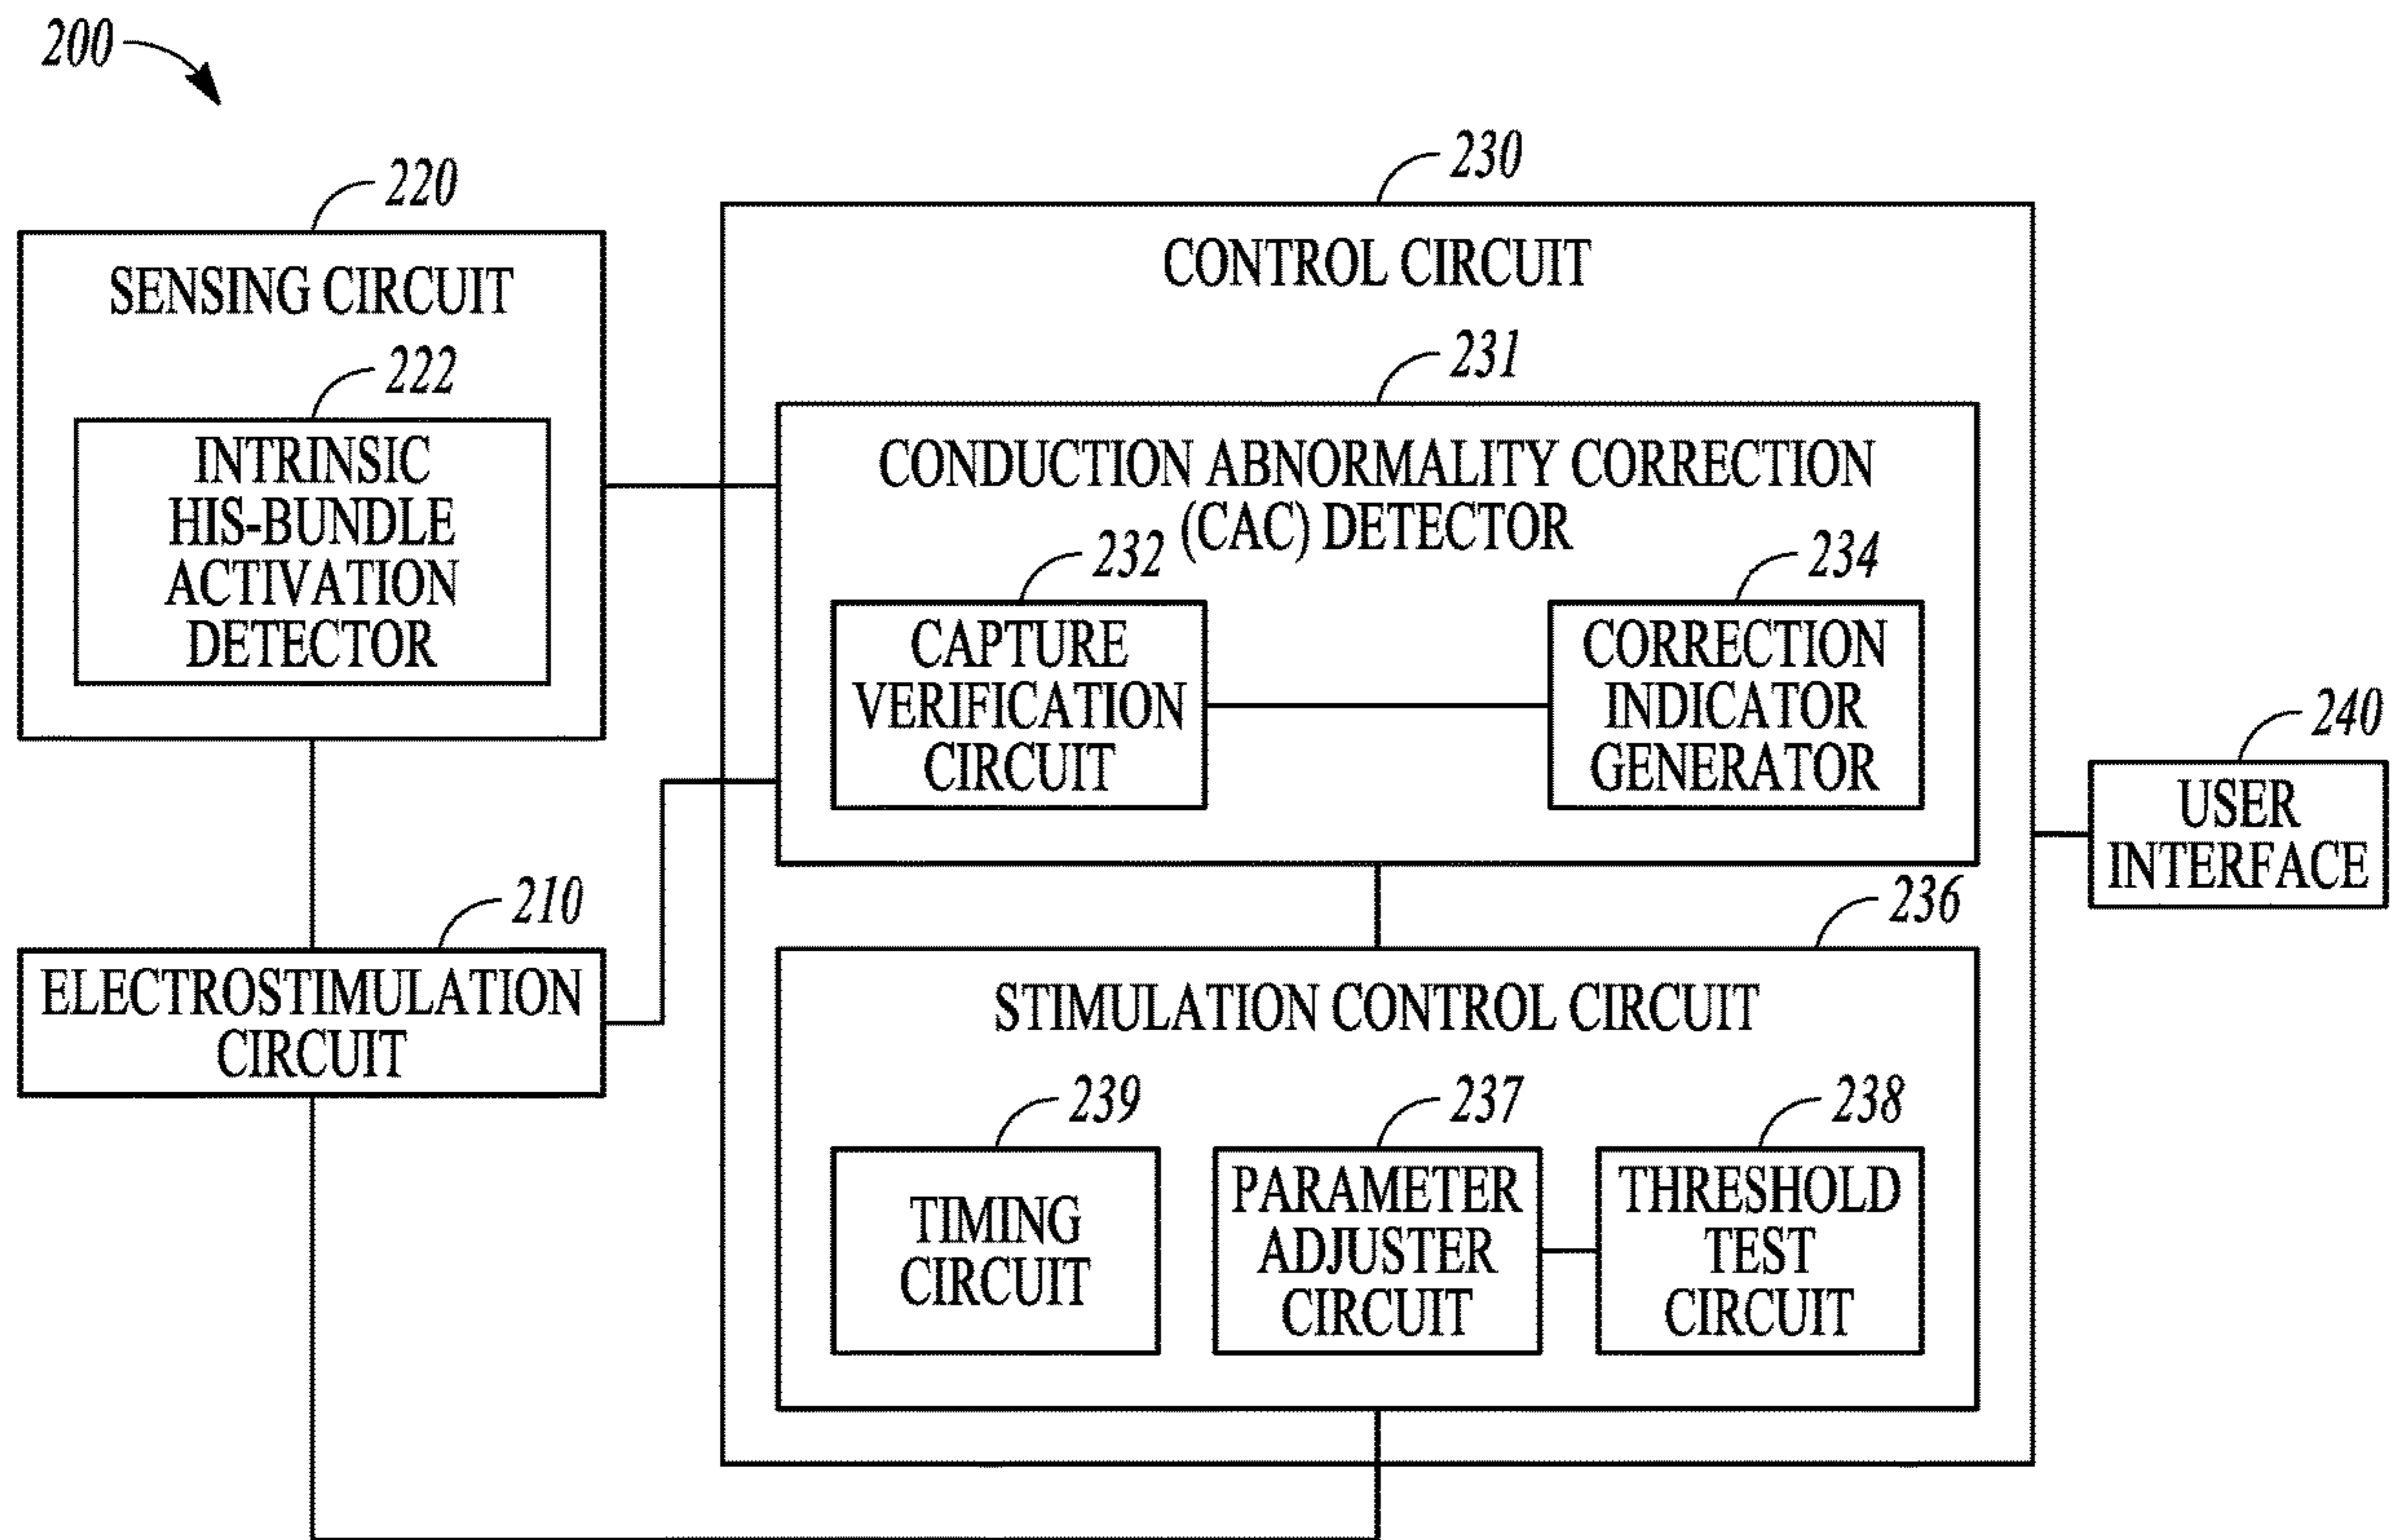 200
220
SENSING CIRCUIT
222
INTRINSIC
HIS-BUNDLE
ACTIVATION
DETECTOR
210
ELECTROSTIMULATION
CIRCUIT
230
CONTROL CIRCUIT
231
CONDUCTION ABNORMALITY CORRECTION
(CAC) DETECTOR
232
CAPTURE
VERIFICATION
CIRCUIT
234
CORRECTION
INDICATOR
GENERATOR
236
STIMULATION CONTROL CIRCUIT
239
TIMING
CIRCUIT
237
PARAMETER
ADJUSTER
CIRCUIT
238
THRESHOLD
TEST
CIRCUIT
240
USER
INTERFACE